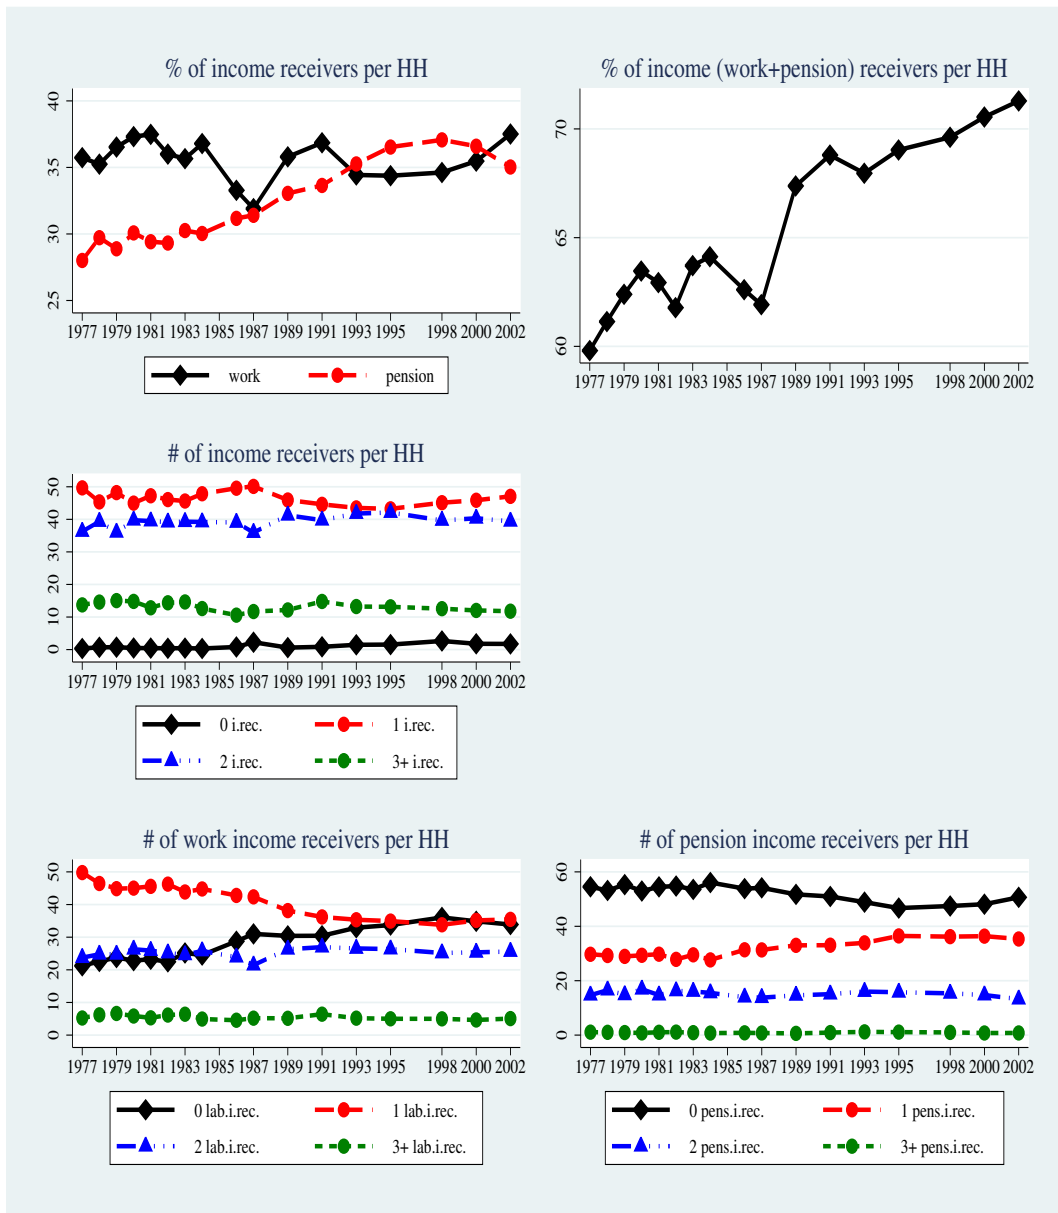 % of income receivers per HH
40
35
30
25
1977 1979 1981 1983 1985 1987 1989 1991 1993 1995 1998 2000 2002
work pension
% of income (work+pension) receivers per HH
70
65
60
1977 1979 1981 1983 1985 1987 1989 1991 1993 1995 1998 2000 2002
# of income receivers per HH
50
40
30
20
10
0
1977 1979 1981 1983 1985 1987 1989 1991 1993 1995 1998 2000 2002
0 i.rec. 1 i.rec.
2 i.rec. 3+ i.rec.
# of work income receivers per HH
50
40
30
20
10
0
1977 1979 1981 1983 1985 1987 1989 1991 1993 1995 1998 2000 2002
0 lab.i.rec. 1 lab.i.rec.
2 lab.i.rec. 3+ lab.i.rec.
# of pension income receivers per HH
60
40
20
0
1977 1979 1981 1983 1985 1987 1989 1991 1993 1995 1998 2000 2002
0 pens.i.rec. 1 pens.i.rec.
2 pens.i.rec. 3+ pens.i.rec.